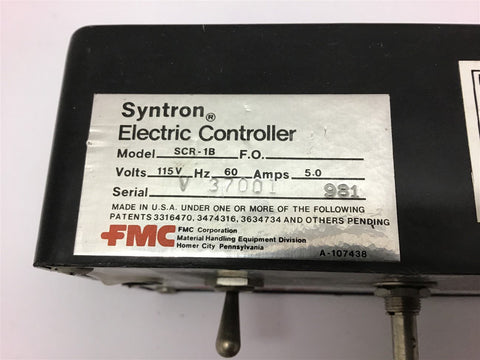 Syntron®
Electric Controller
Model SCR-1B F.O.
Volts 115V Hz 60 Amps 5.0
Serial V 37001 981
MADE IN U.S.A. UNDER ONE OR MORE OF THE FOLLOWING
PATENTS 3316470, 3474316, 3634734 AND OTHERS PENDING
FMC FMC Corporation
Material Handling Equipment Division
Homer City Pennsylvania
A-107438